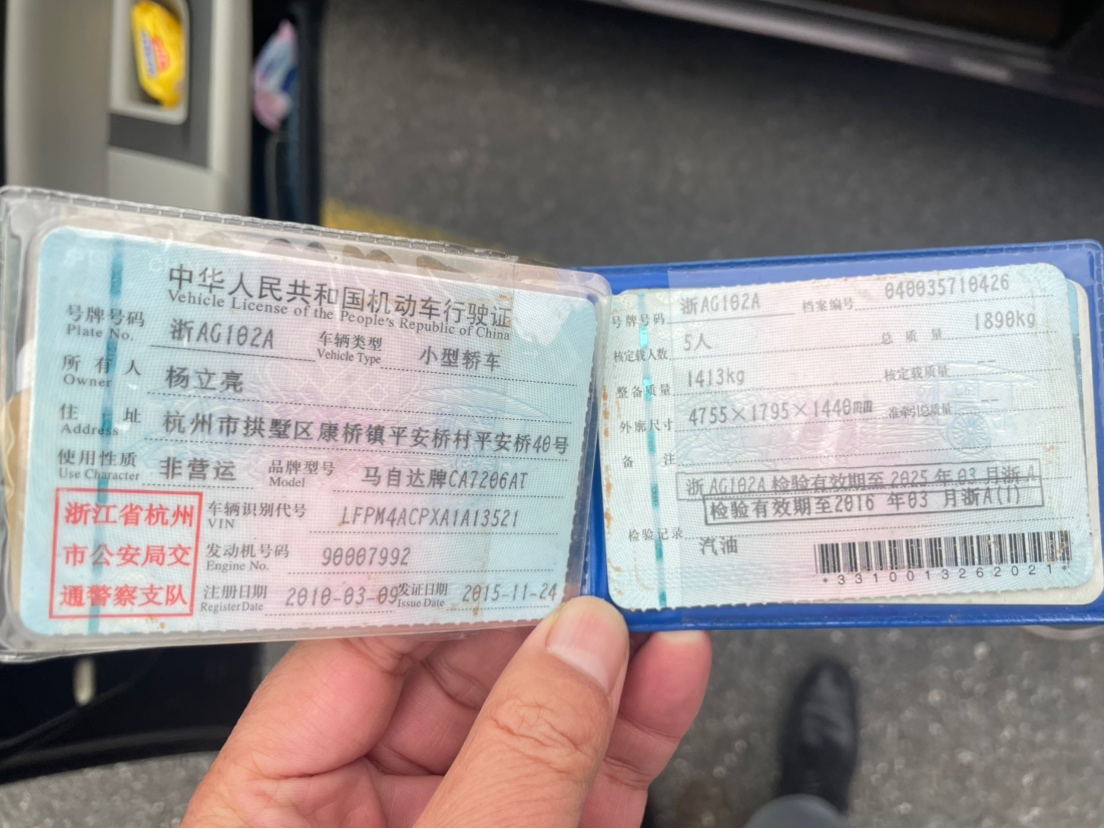 中华人民共和国机动车行驶证
Vehicle License of the People's Republic of China
号牌号码 浙AG102A 车辆类型 小型轿车
Plate No. Vehicle Type
所有人 杨立亮
Owner
住址 杭州市拱墅区康桥镇平安桥村平安桥40号
Address
使用性质 非营运 品牌型号 马自达牌CA7206AT
Use Character Model
浙江省杭州
市公安局交
通警察支队
车辆识别代号 LFPM4ACPXA1A13521
VIN
发动机号码 90007992
Engine No.
注册日期 2010-03-09 发证日期 2015-11-24
Register Date Issue Date
号牌号码 浙AG102A 档案编号 040035710426
核定载人数 5人 总质量 1890kg
整备质量 1413kg 核定载质量 --
外廓尺寸 4755×1795×1440mm 准牵引总质量 --
备注
浙AG102A 检验有效期至 2025 年 03 月浙 A
检验有效期至2016 年03 月浙A(1)
检验记录
汽油
*3310013262021*